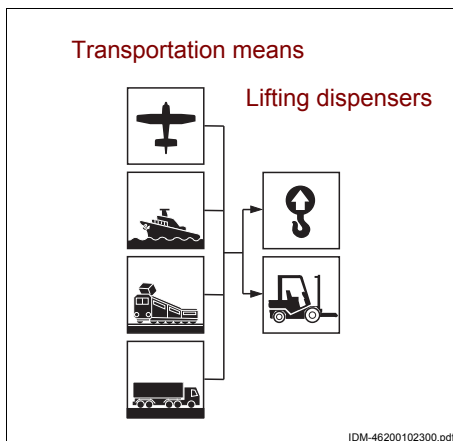 Transportation means
Lifting dispensers
IDM-46200102300.pdf